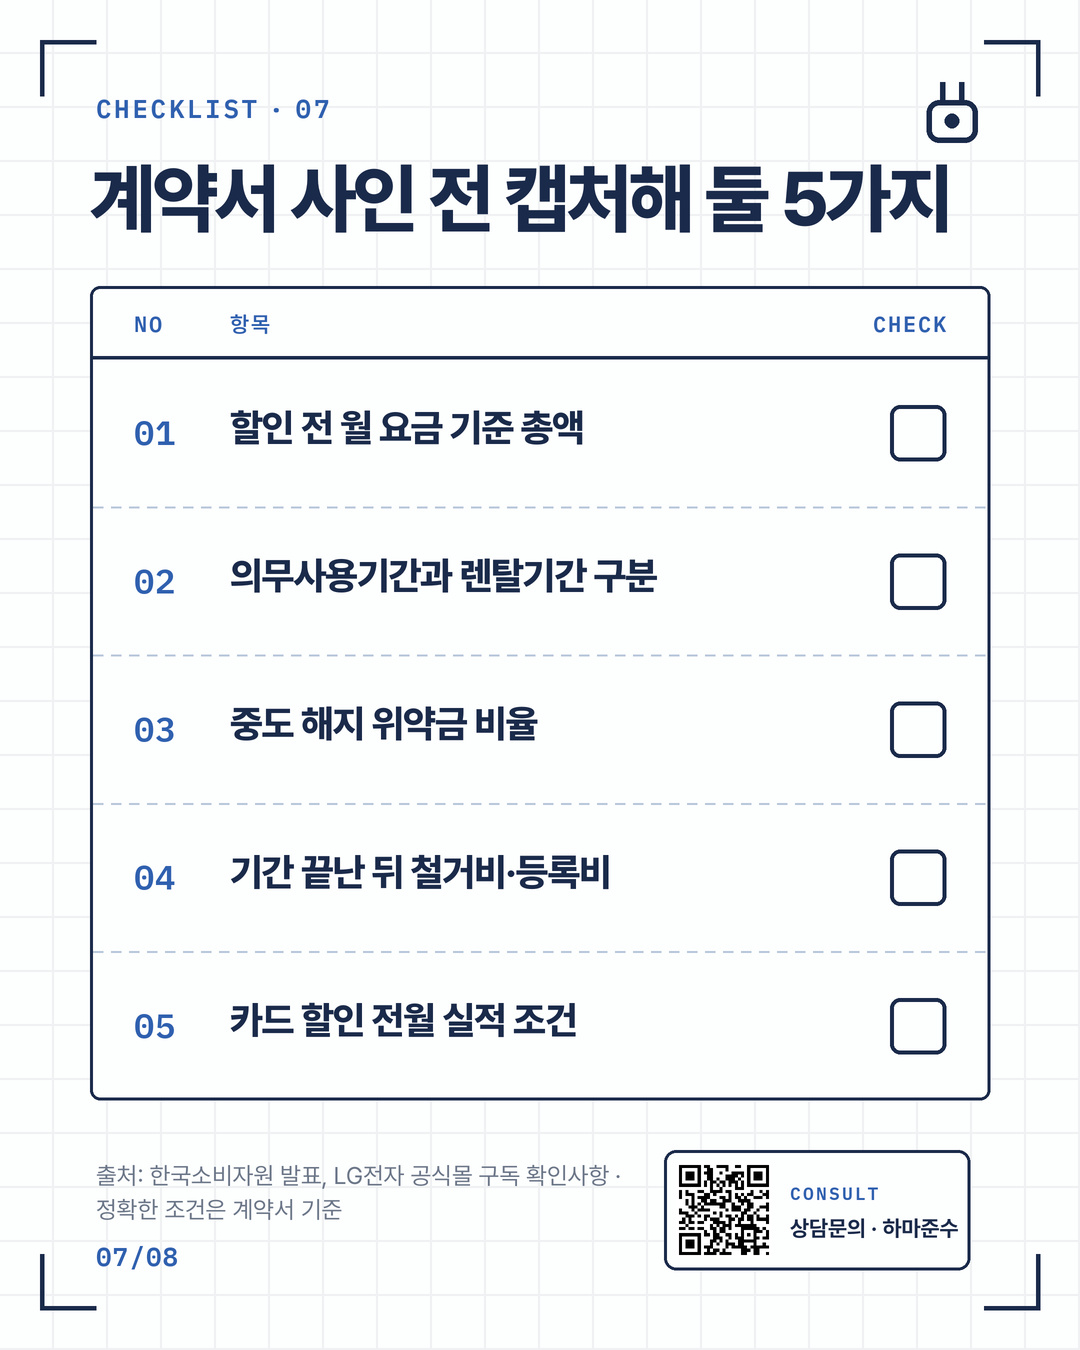 CHECKLIST · 07
계약서 사인 전 캡처해 둘 5가지
NO 항목 CHECK
01 할인 전 월 요금 기준 총액
02 의무사용기간과 렌탈기간 구분
03 중도 해지 위약금 비율
04 기간 끝난 뒤 철거비·등록비
05 카드 할인 전월 실적 조건
출처: 한국소비자원 발표, LG전자 공식몰 구독 확인사항 ·
정확한 조건은 계약서 기준
07/08
CONSULT
상담문의 · 하마준수